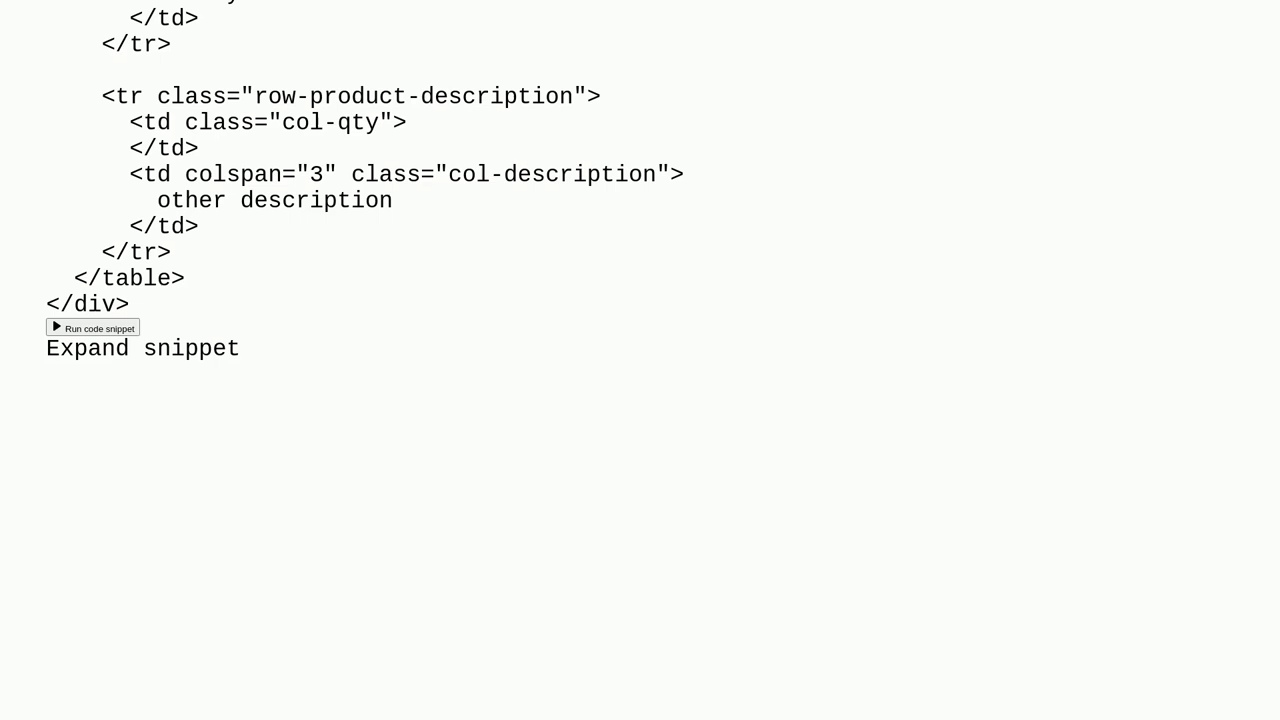 </td>
</tr>
<tr class="row-product-description">
<td class="col-qty">
</td>
<td colspan="3" class="col-description">
other description
</td>
</tr>
</table>
</div>
Run code snippet
Expand snippet